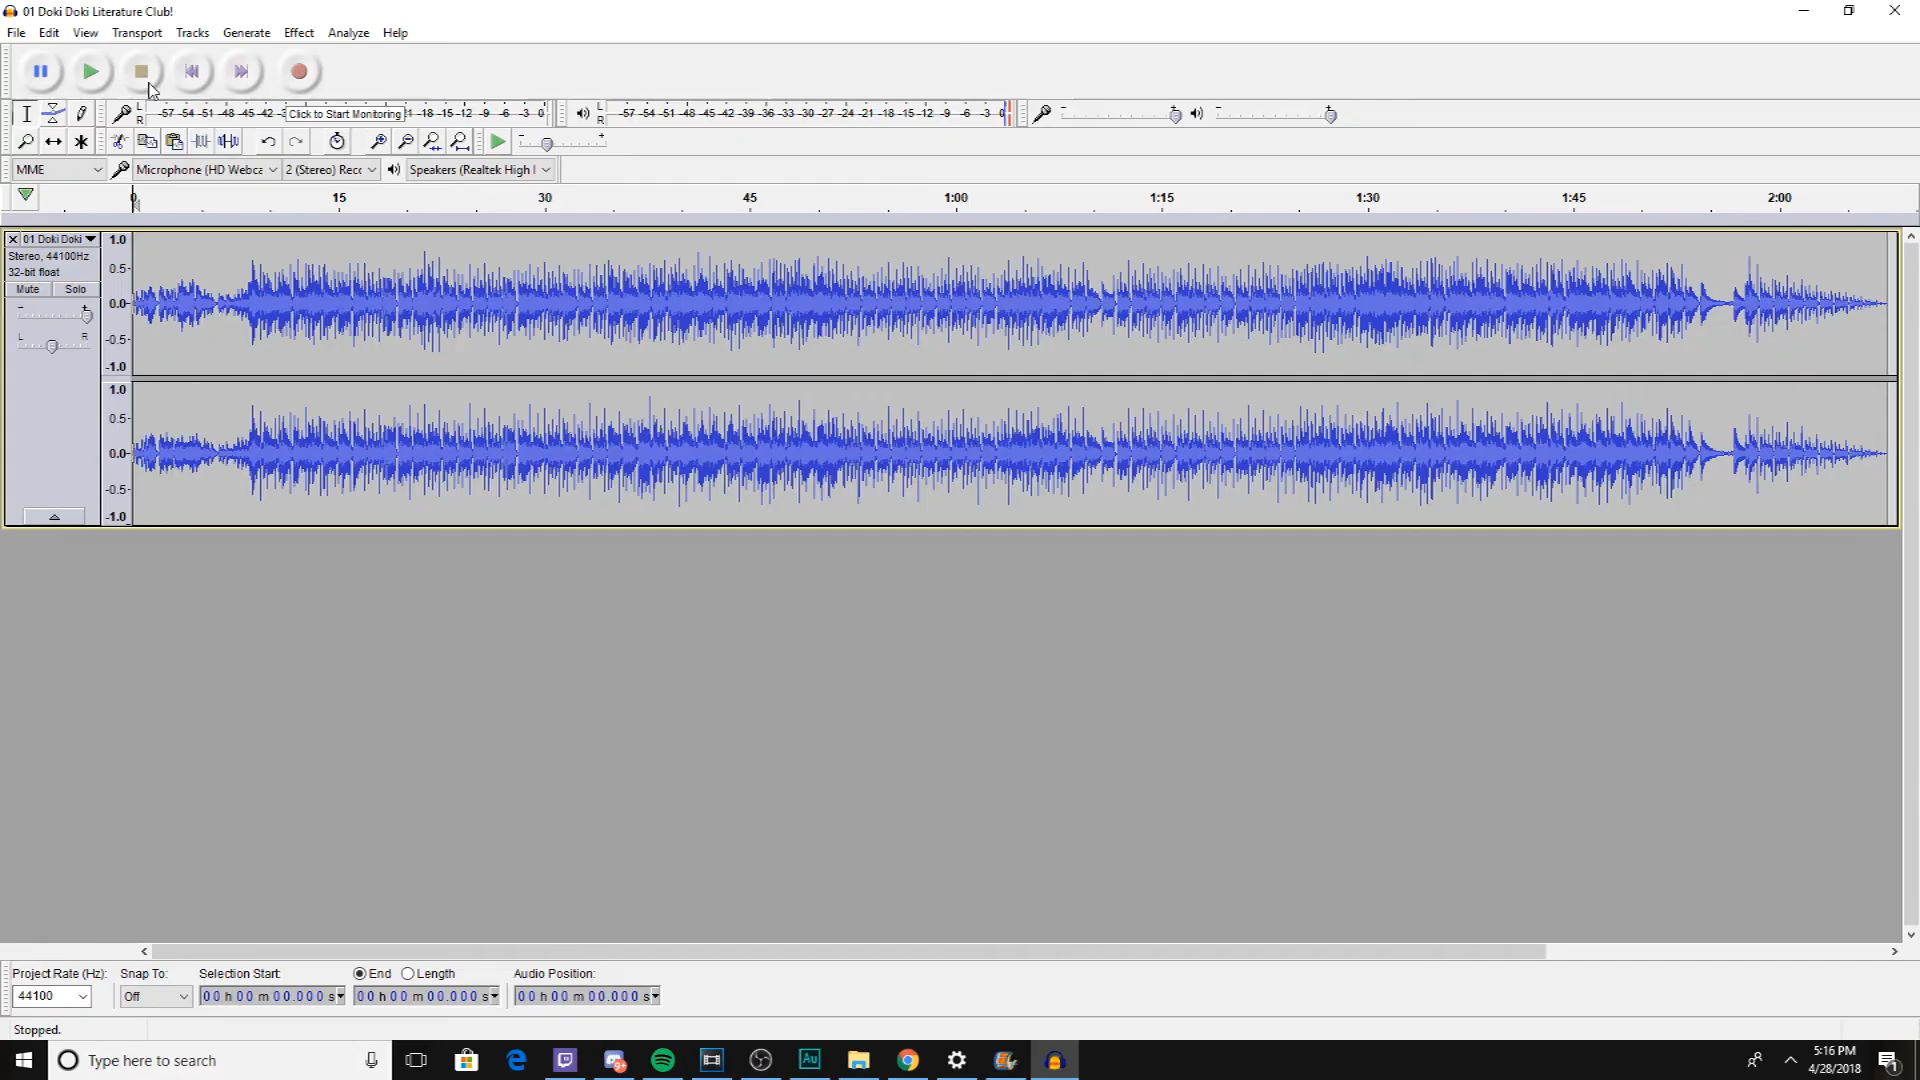 01 Doki Doki Literature Club!
File Edit View Transport Tracks Generate Effect Analyze Help
L R -57 -54 -51 -48 -45 -42 -3 Click to Start Monitoring 1 -18 -15 -12 -9 -6 -3 0 L R -57 -54 -51 -48 -45 -42 -39 -36 -33 -30 -27 -24 -21 -18 -15 -12 -9 -6 -3 0 - + - +
- +
MME Microphone (HD Webca 2 (Stereo) Recc Speakers (Realtek High
0 15 30 45 1:00 1:15 1:30 1:45 2:00
X 01 Doki Doki 1.0
Stereo, 44100Hz
32-bit float 0.5
Mute Solo
- + 0.0
L R -0.5
-1.0
1.0
0.5
0.0
-0.5
-1.0
Project Rate (Hz): Snap To: Selection Start: End Length Audio Position:
44100 Off 00 h 00 m 00.000 s 00 h 00 m 00.000 s 00 h 00 m 00.000 s
Stopped.
Type here to search 9+ Au 5:16 PM
4/28/2018 1